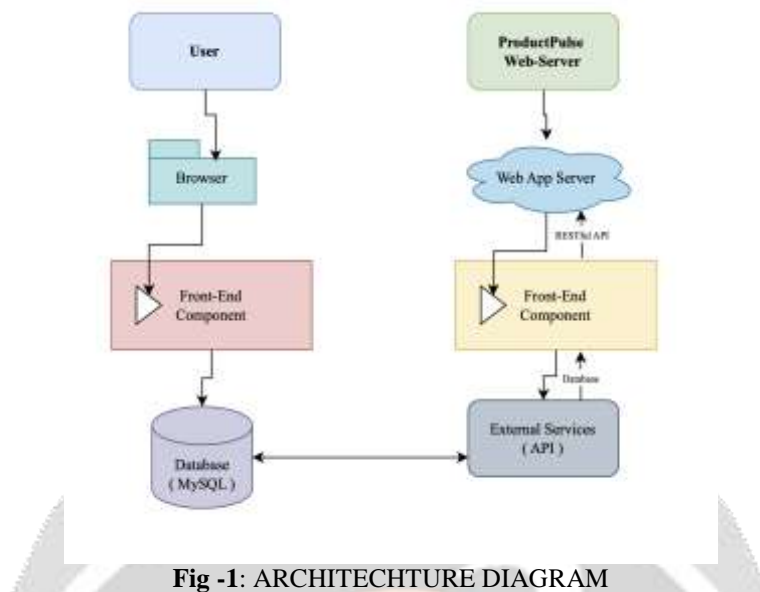 User
ProductPulse
Web-Server
Browser
Web App Server
RESTful API
Front-End
Component
Front-End
Component
Database
External Services
( API )
Database
( MySQL )
Fig -1: ARCHITECHTURE DIAGRAM